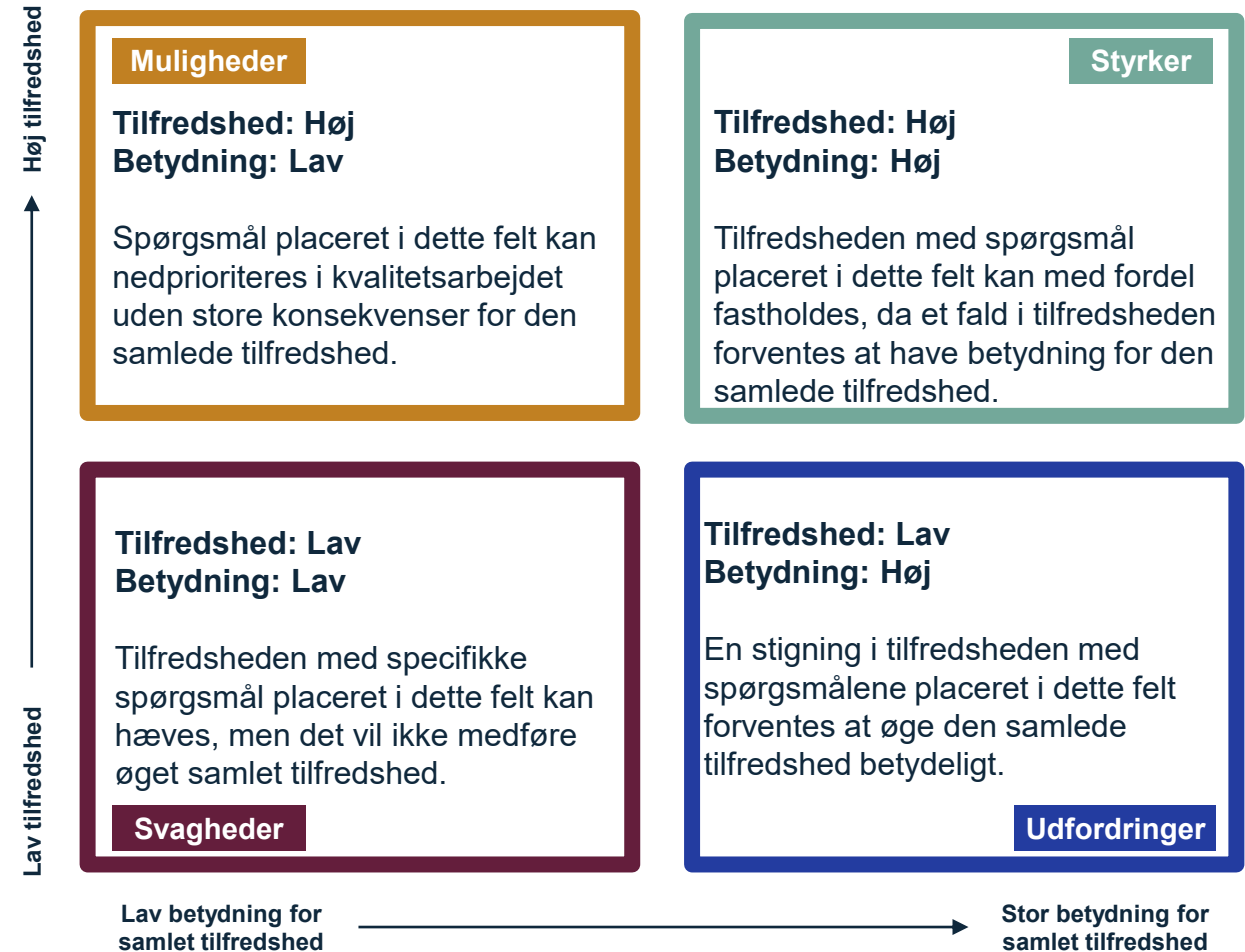 Høj tilfredshed
Muligheder
Tilfredshed: Høj
Betydning: Lav
Spørgsmål placeret i dette felt kan
nedprioriteres i kvalitetsarbejdet
uden store konsekvenser for den
samlede tilfredshed.
Styrker
Tilfredshed: Høj
Betydning: Høj
Tilfredsheden med spørgsmål
placeret i dette felt kan med fordel
fastholdes, da et fald i tilfredsheden
forventes at have betydning for den
samlede tilfredshed.
Lav tilfredshed
Tilfredshed: Lav
Betydning: Lav
Tilfredsheden med specifikke
spørgsmål placeret i dette felt kan
hæves, men det vil ikke medføre
øget samlet tilfredshed.
Svagheder
Tilfredshed: Lav
Betydning: Høj
En stigning i tilfredsheden med
spørgsmålene placeret i dette felt
forventes at øge den samlede
tilfredshed betydeligt.
Udfordringer
Lav betydning for
samlet tilfredshed
Stor betydning for
samlet tilfredshed